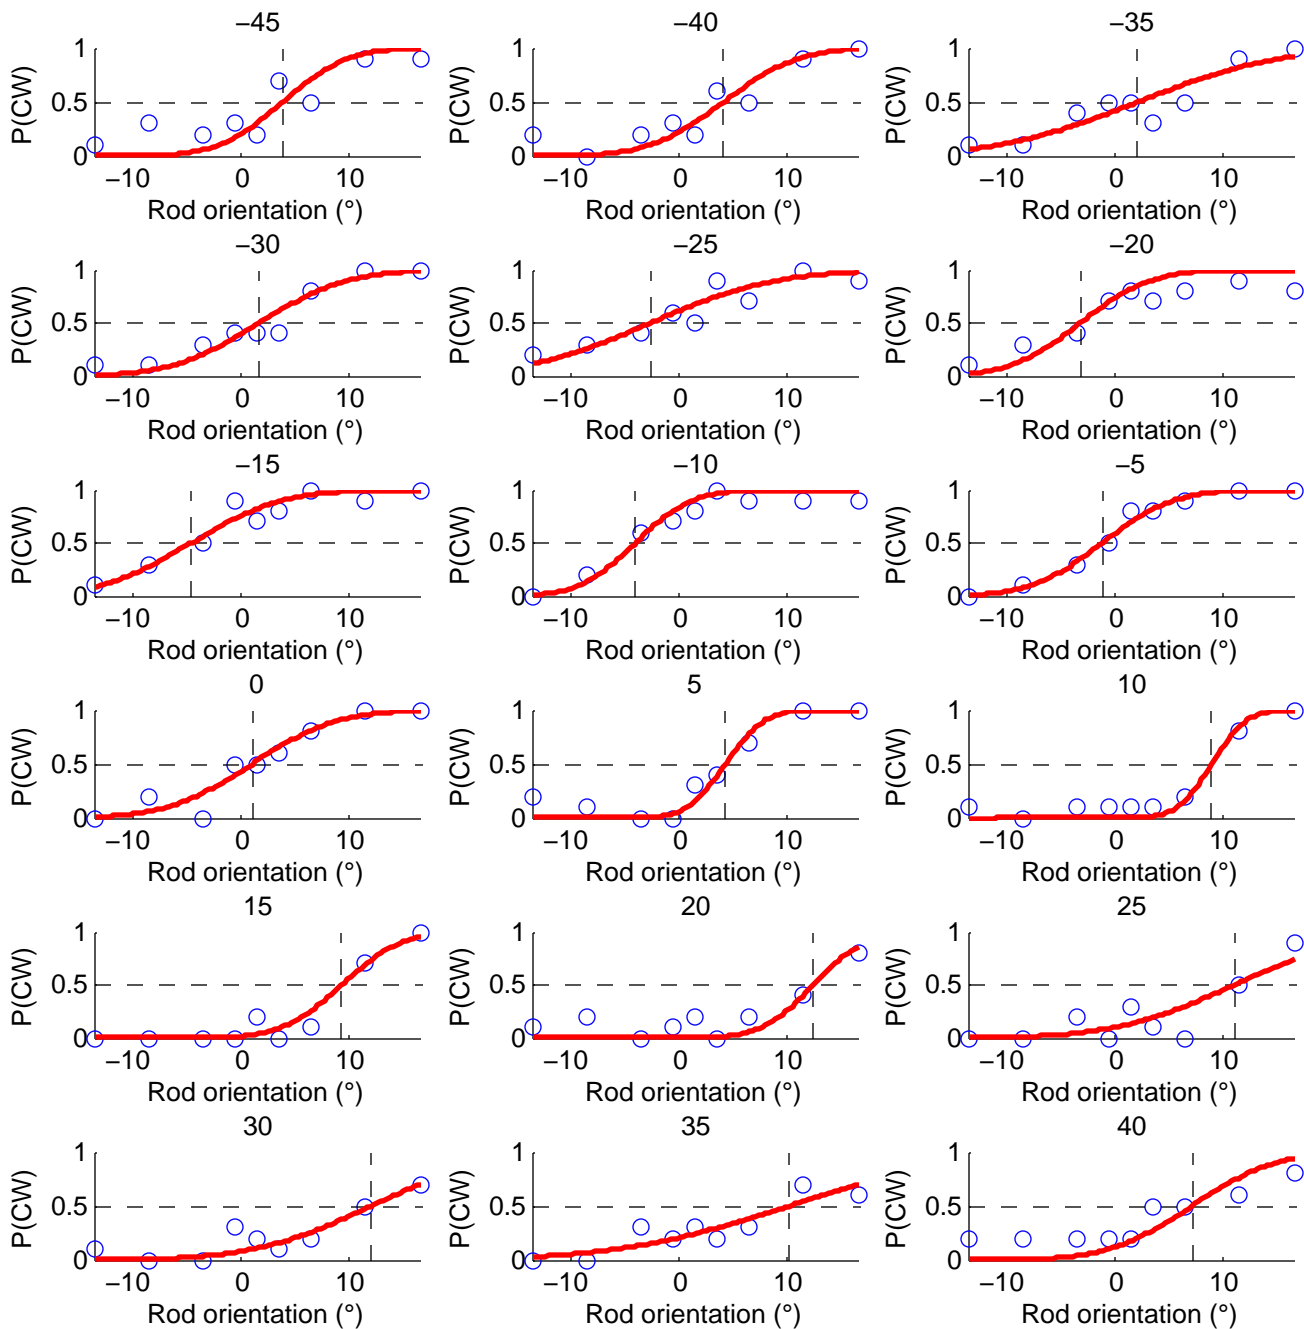 −45 −40 −35
P(CW) 1 0.5 0 P(CW) 1 0.5 0 P(CW) 1 0.5 0
−10 0 10 −10 0 10 −10 0 10
Rod orientation (°) Rod orientation (°) Rod orientation (°)
−30 −25 −20
P(CW) 1 0.5 0 P(CW) 1 0.5 0 P(CW) 1 0.5 0
−10 0 10 −10 0 10 −10 0 10
Rod orientation (°) Rod orientation (°) Rod orientation (°)
−15 −10 −5
P(CW) 1 0.5 0 P(CW) 1 0.5 0 P(CW) 1 0.5 0
−10 0 10 −10 0 10 −10 0 10
Rod orientation (°) Rod orientation (°) Rod orientation (°)
0 5 10
P(CW) 1 0.5 0 P(CW) 1 0.5 0 P(CW) 1 0.5 0
−10 0 10 −10 0 10 −10 0 10
Rod orientation (°) Rod orientation (°) Rod orientation (°)
15 20 25
P(CW) 1 0.5 0 P(CW) 1 0.5 0 P(CW) 1 0.5 0
−10 0 10 −10 0 10 −10 0 10
Rod orientation (°) Rod orientation (°) Rod orientation (°)
30 35 40
P(CW) 1 0.5 0 P(CW) 1 0.5 0 P(CW) 1 0.5 0
−10 0 10 −10 0 10 −10 0 10
Rod orientation (°) Rod orientation (°) Rod orientation (°)